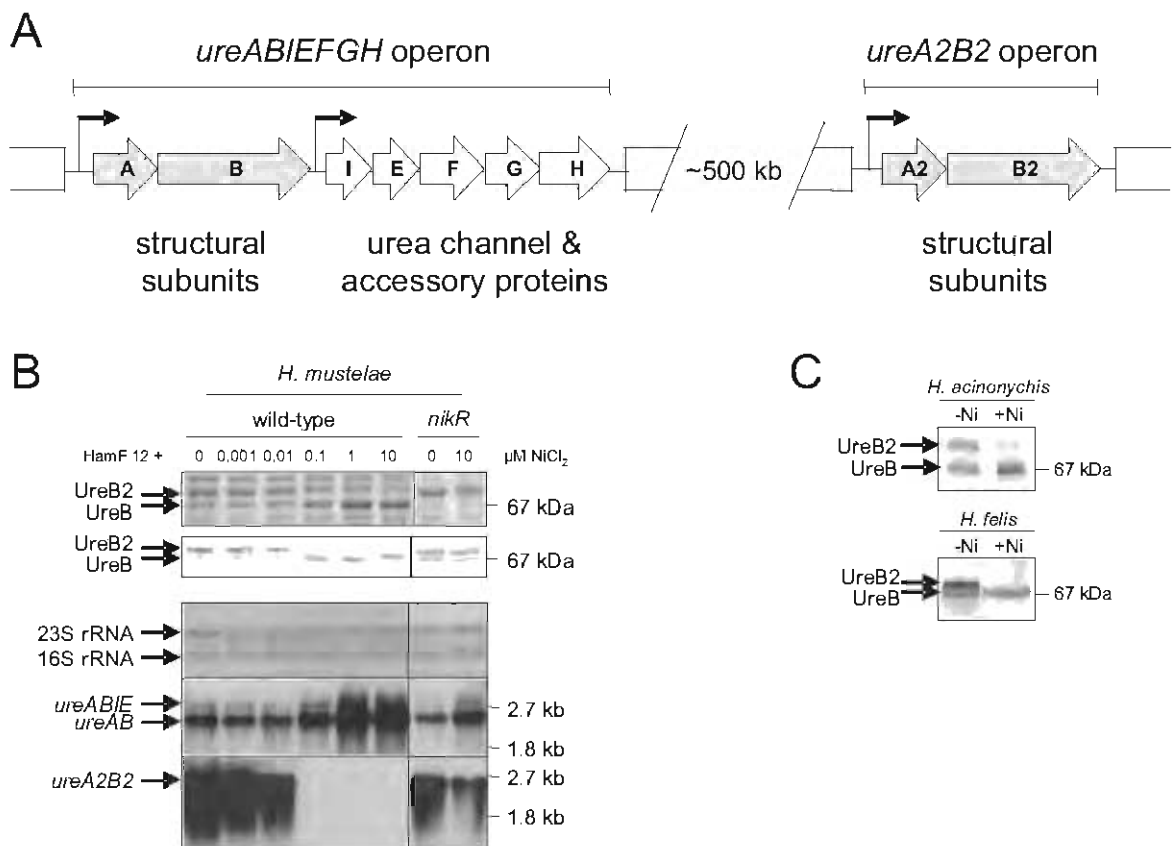 A
ureABIEFGH operon
ureA2B2 operon
A B I E F G H ~500 kb A2 B2
structural subunits
urea channel & accessory proteins
structural subunits
B
H. mustelae
wild-type nikR
HamF 12 + 0 0,001 0,01 0.1 1 10 0 10 µM NiCl2
UreB2
UreB
67 kDa
UreB2
UreB
67 kDa
23S rRNA
16S rRNA
ureABIE
ureAB
2.7 kb
1.8 kb
ureA2B2
2.7 kb
1.8 kb
C
H. acinonychis
-Ni +Ni
UreB2
UreB
67 kDa
H. felis
-Ni +Ni
UreB2
UreB
67 kDa